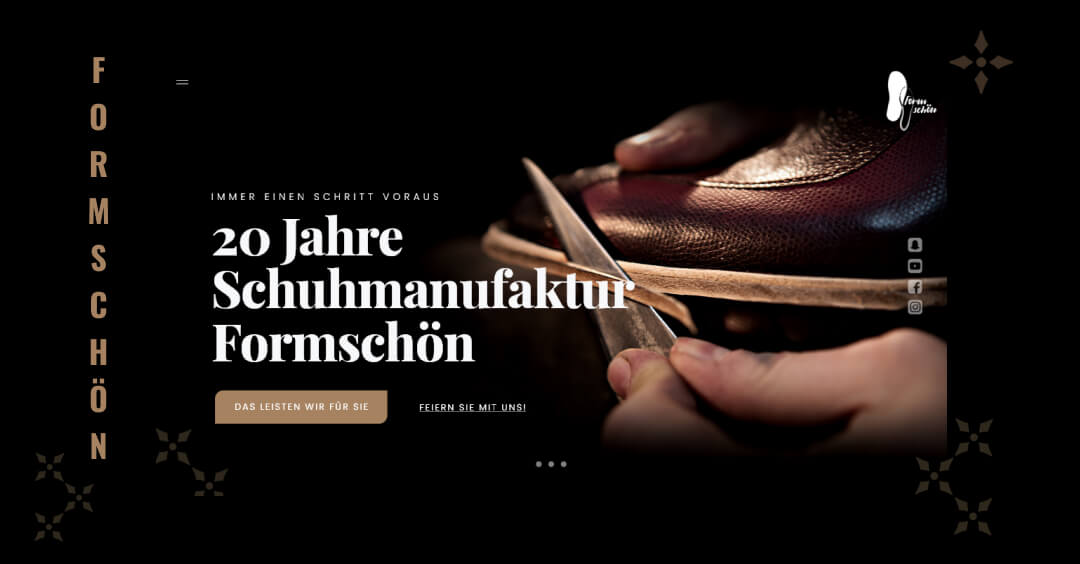 FORMSCHÖN
Form
schön
IMMER EINEN SCHRITT VORAUS
20 Jahre
Schuhmanufaktur
Formschön
DAS LEISTEN WIR FÜR SIE
FEIERN SIE MIT UNS!